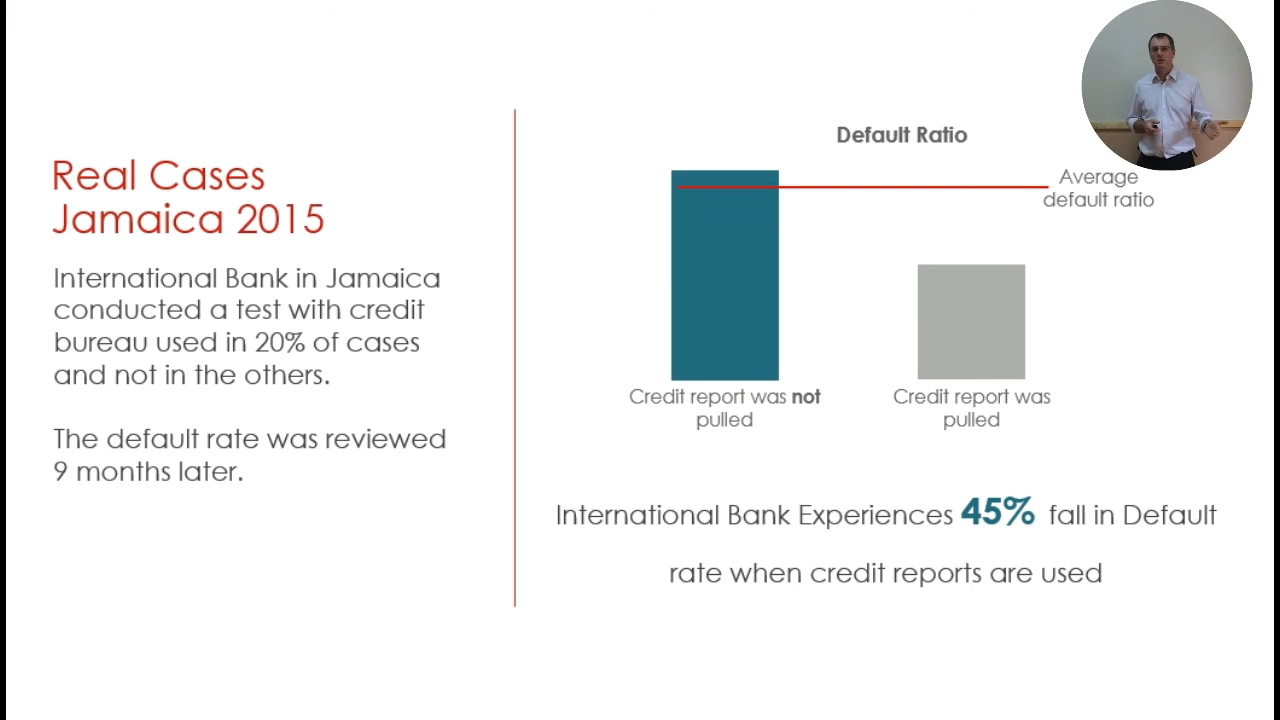 Real Cases
Jamaica 2015
International Bank in Jamaica
conducted a test with credit
bureau used in 20% of cases
and not in the others.
The default rate was reviewed
9 months later.
Default Ratio
Average
default ratio
Credit report was not
pulled
Credit report was
pulled
International Bank Experiences 45% fall in Default
rate when credit reports are used